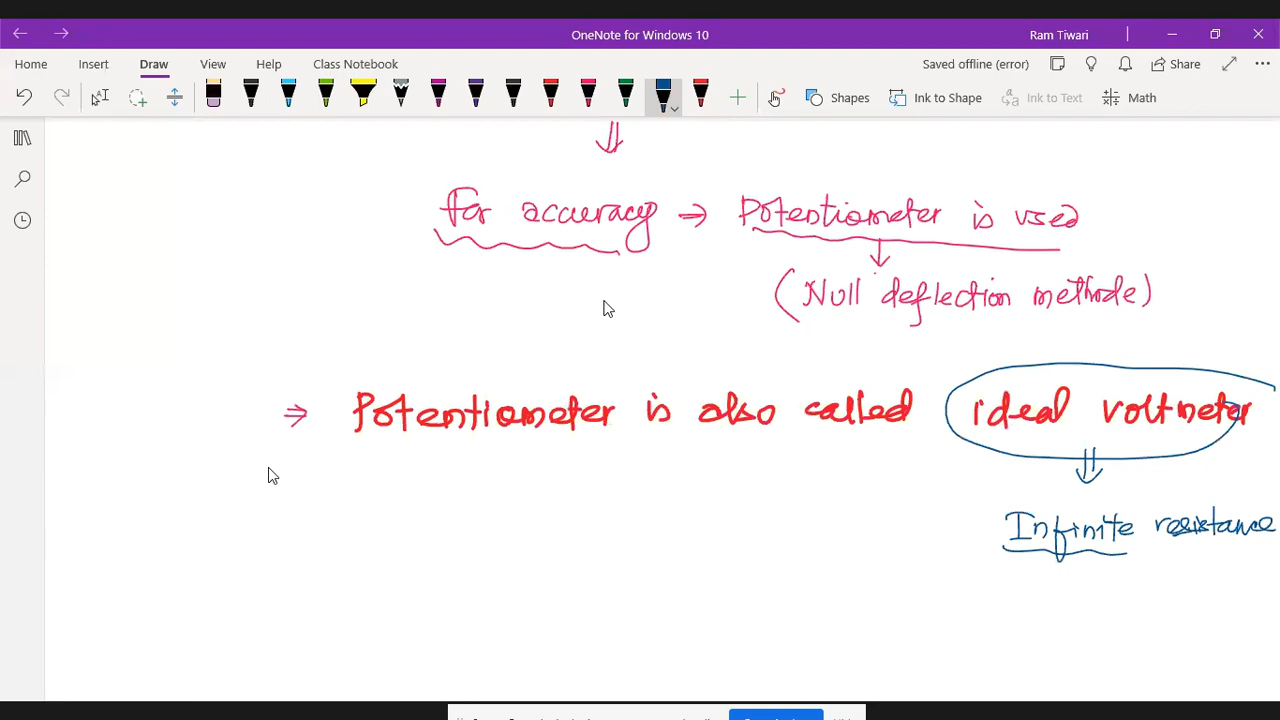 OneNote for Windows 10
Ram Tiwari
Home Insert Draw View Help Class Notebook
Saved offline (error) Share
Shapes Ink to Shape Ink to Text Math
For accuracy → Potentiometer is used
(Null deflection methode)
⇒ Potentiometer is also called ideal voltmeter
Infinite resistance